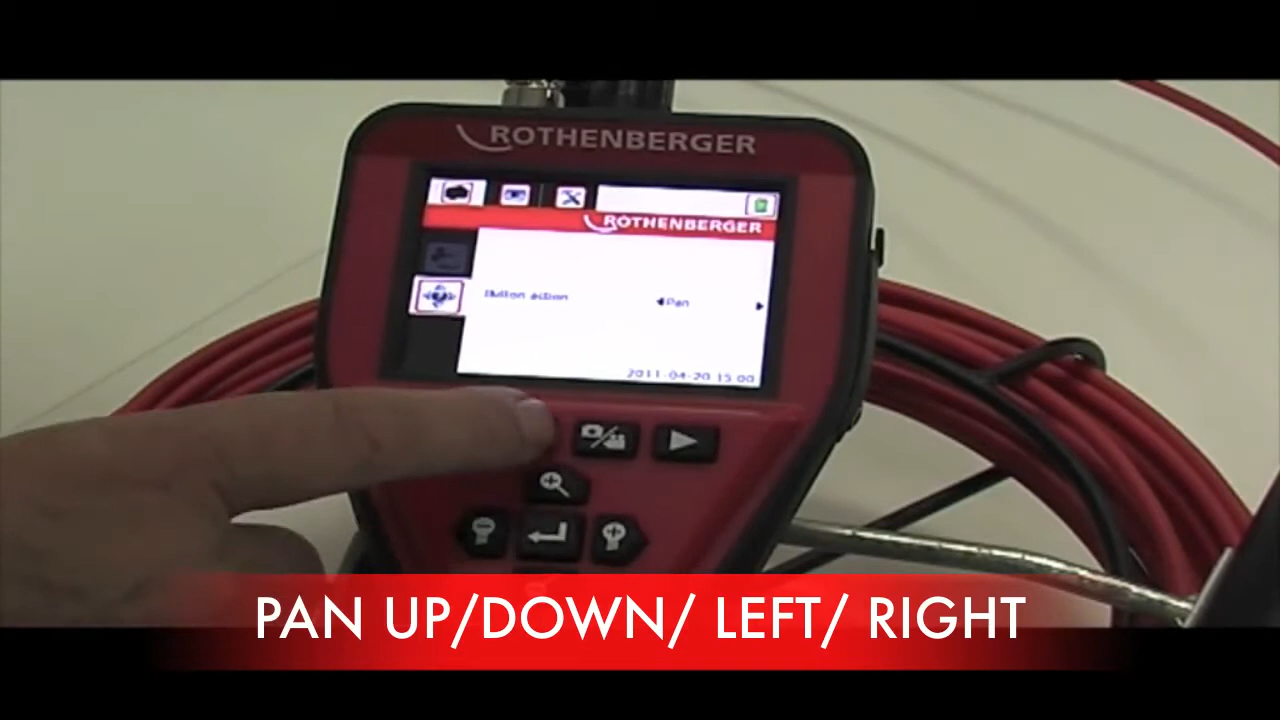 ROTHENBERGER
ROTHENBERGER
Button action
Pan
2011-04-20 15:00
PAN UP/DOWN/ LEFT/ RIGHT